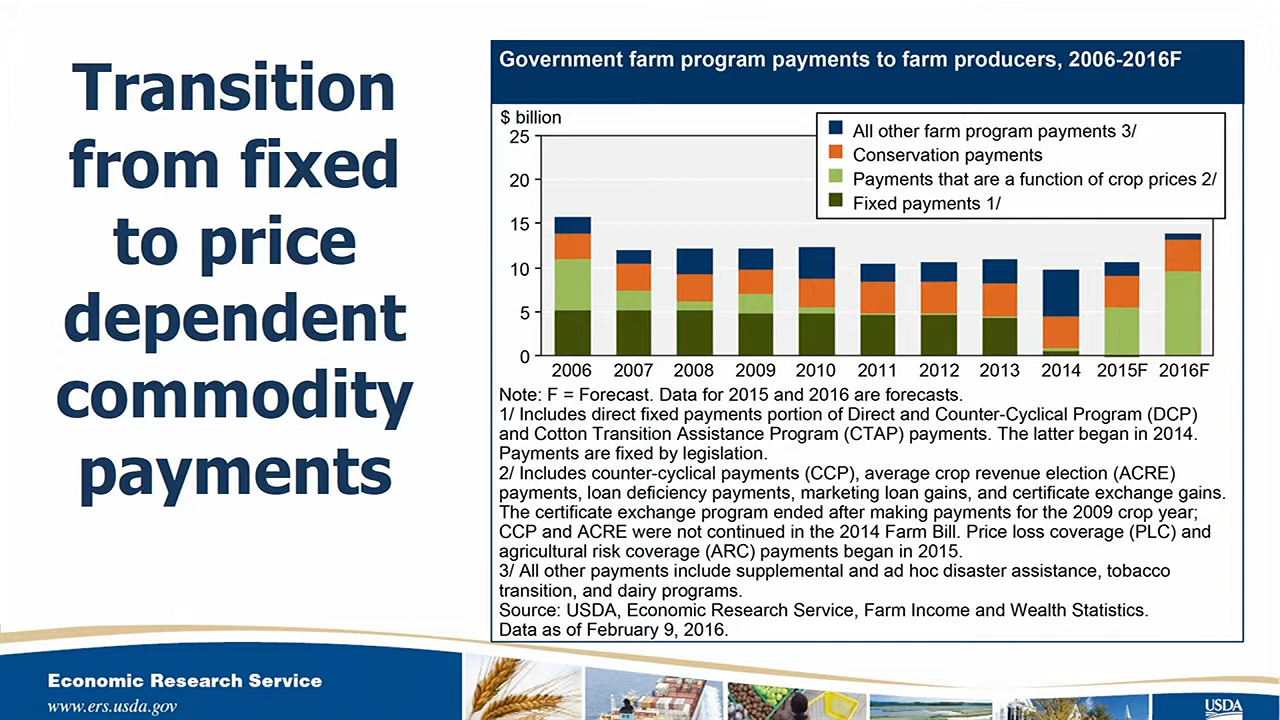 Transition
from fixed
to price
dependent
commodity
payments
Government farm program payments to farm producers, 2006-2016F
$ billion
25
20
15
10
5
0
All other farm program payments 3/
Conservation payments
Payments that are a function of crop prices 2/
Fixed payments 1/
2006 2007 2008 2009 2010 2011 2012 2013 2014 2015F 2016F
Note: F = Forecast. Data for 2015 and 2016 are forecasts.
1/ Includes direct fixed payments portion of Direct and Counter-Cyclical Program (DCP)
and Cotton Transition Assistance Program (CTAP) payments. The latter began in 2014.
Payments are fixed by legislation.
2/ Includes counter-cyclical payments (CCP), average crop revenue election (ACRE)
payments, loan deficiency payments, marketing loan gains, and certificate exchange gains.
The certificate exchange program ended after making payments for the 2009 crop year;
CCP and ACRE were not continued in the 2014 Farm Bill. Price loss coverage (PLC) and
agricultural risk coverage (ARC) payments began in 2015.
3/ All other payments include supplemental and ad hoc disaster assistance, tobacco
transition, and dairy programs.
Source: USDA, Economic Research Service, Farm Income and Wealth Statistics.
Data as of February 9, 2016.
Economic Research Service
www.ers.usda.gov
USDA